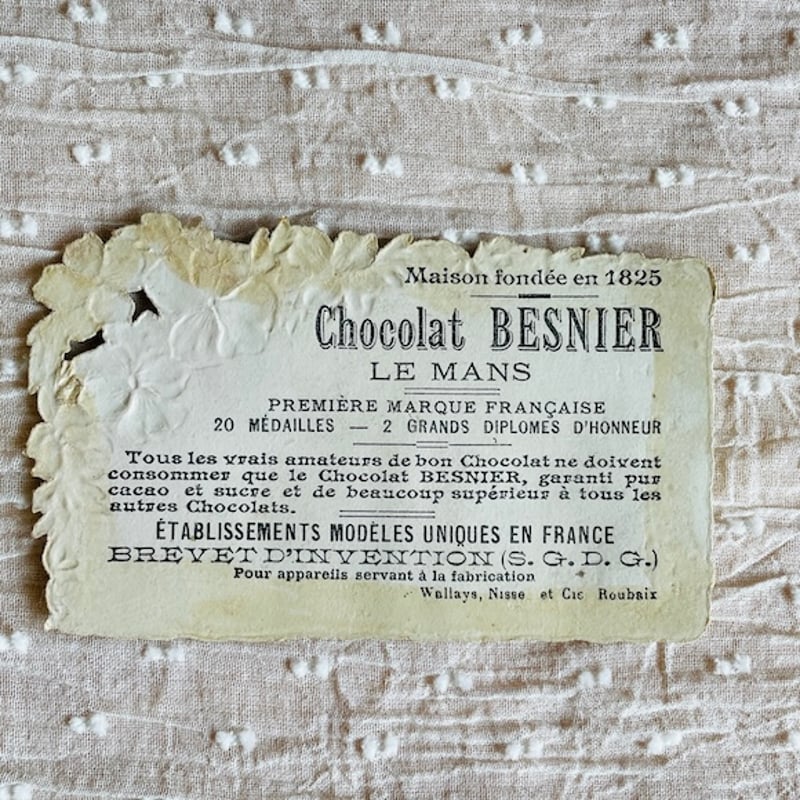 Maison fondée en 1825
Chocolat BESNIER
LE MANS
PREMIÈRE MARQUE FRANÇAISE
20 MÉDAILLES — 2 GRANDS DIPLOMES D'HONNEUR
Tous les vrais amateurs de bon Chocolat ne doivent
consommer que le Chocolat BESNIER, garanti pur
cacao et sucre et de beaucoup supérieur à tous les
autres Chocolats.
ÉTABLISSEMENTS MODÈLES UNIQUES EN FRANCE
BREVET D'INVENTION (S. G. D. G.)
Pour appareils servant à la fabrication
Wallays, Nisse et Cie Roubaix